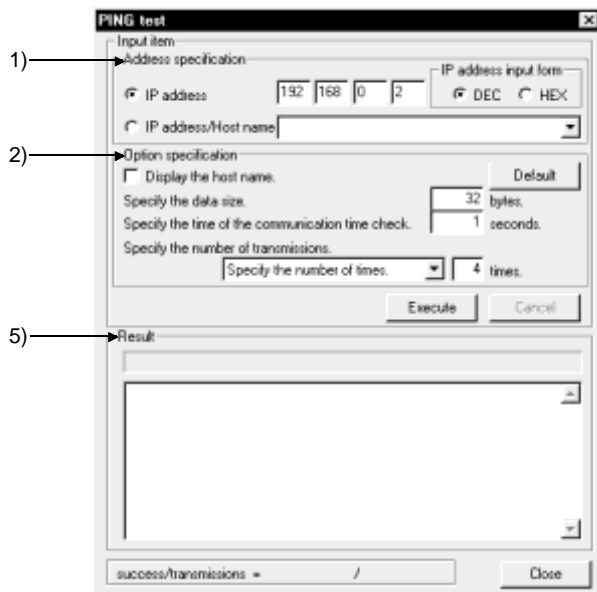 PING test
Input item
1)
Address specification
IP address input form
IP address 192 168 0 2 DEC HEX
IP address/Host name
2)
Option specification
Display the host name. Default
Specify the data size. 32 bytes.
Specify the time of the communication time check. 1 seconds.
Specify the number of transmissions.
Specify the number of times. 4 times.
Execute Cancel
5)
Result
success/transmissions = / Close